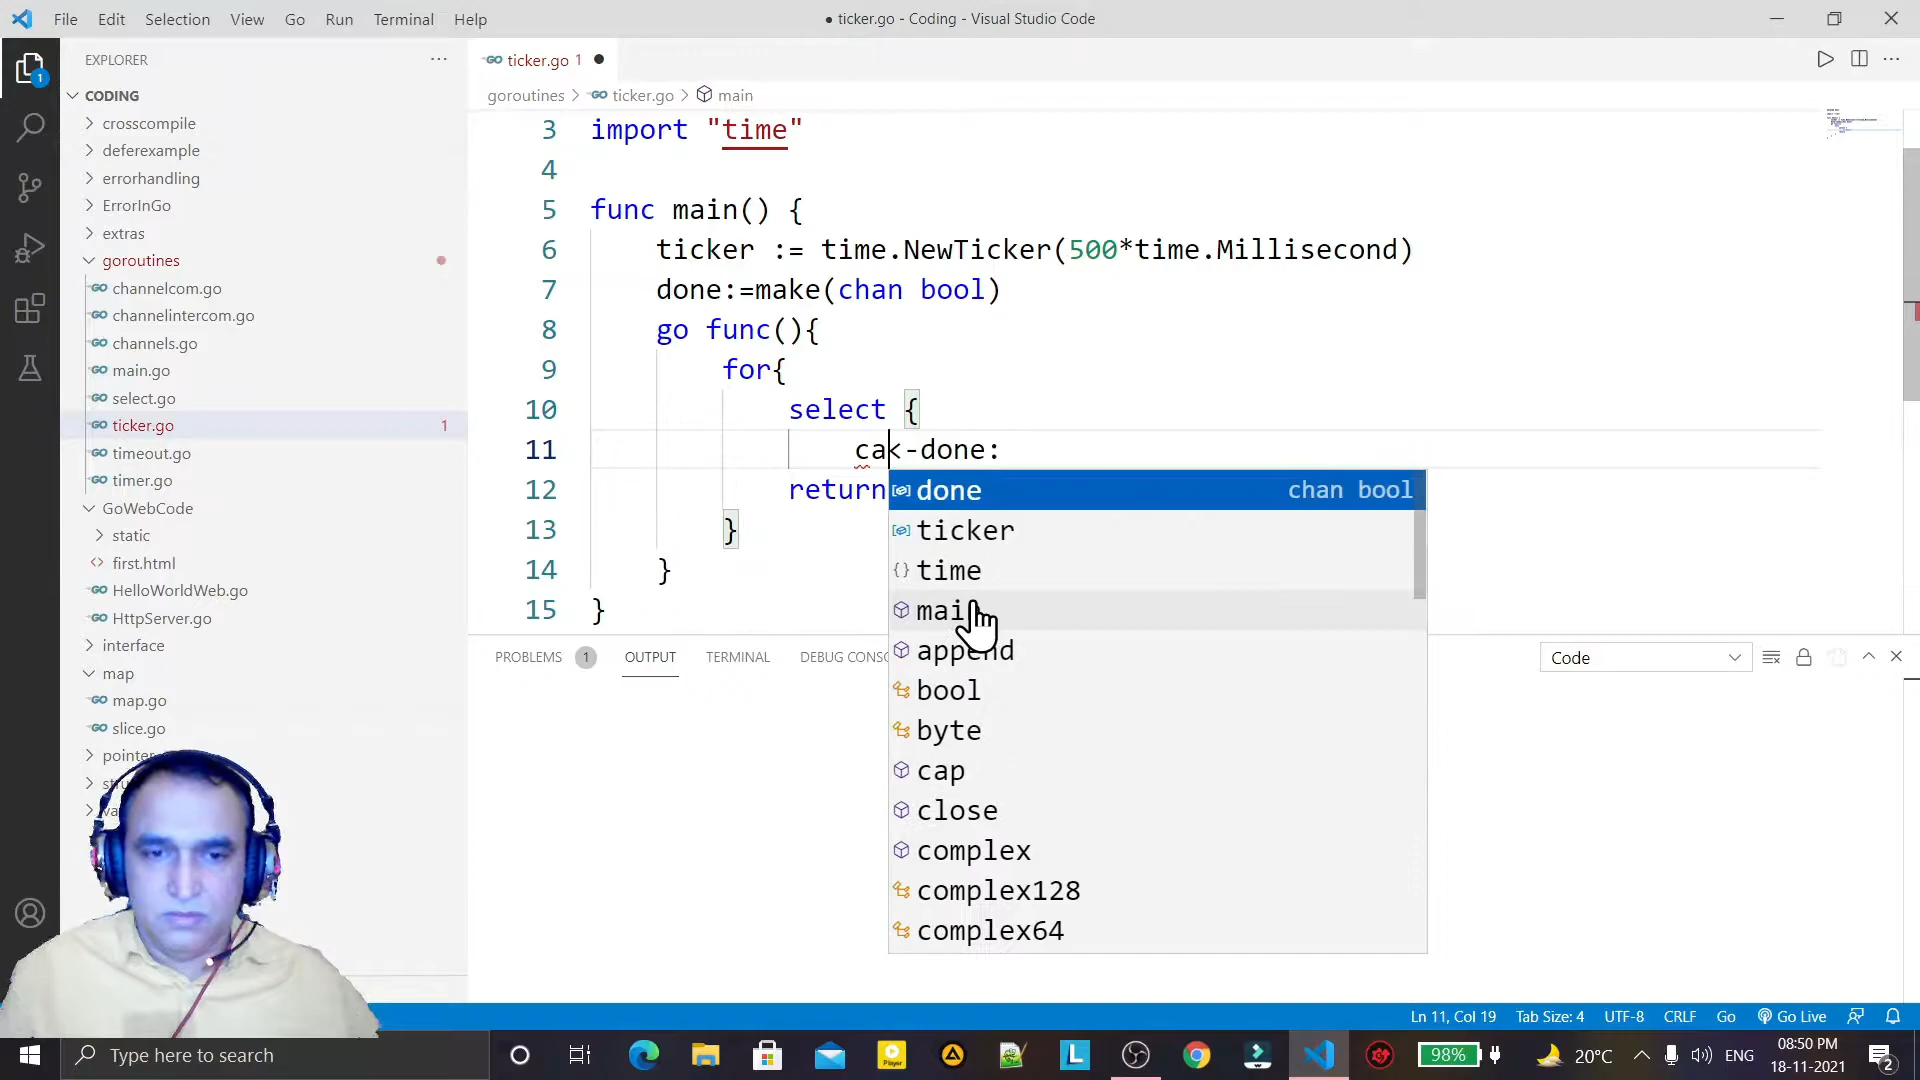 File Edit Selection View Go Run Terminal Help
● ticker.go - Coding - Visual Studio Code
EXPLORER
CODING
crosscompile
deferexample
errorhandling
ErrorInGo
extras
goroutines
channelcom.go
channelintercom.go
channels.go
main.go
select.go
ticker.go 1
timeout.go
timer.go
GoWebCode
static
first.html
HelloWorldWeb.go
HttpServer.go
interface
map
map.go
slice.go
pointer
ticker.go 1
goroutines > ticker.go > main
3 import "time"
4
5 func main() {
6 ticker := time.NewTicker(500*time.Millisecond)
7 done:=make(chan bool)
8 go func(){
9 for{
10 select {
11 ca<-done:
12 return
13 }
14 }
15 }
done chan bool
ticker
time
main
append
bool
byte
cap
close
complex
complex128
complex64
PROBLEMS 1 OUTPUT TERMINAL DEBUG CONS
Code
Ln 11, Col 19 Tab Size: 4 UTF-8 CRLF Go Go Live
Type here to search
98% 20°C ENG
08:50 PM
18-11-2021
2